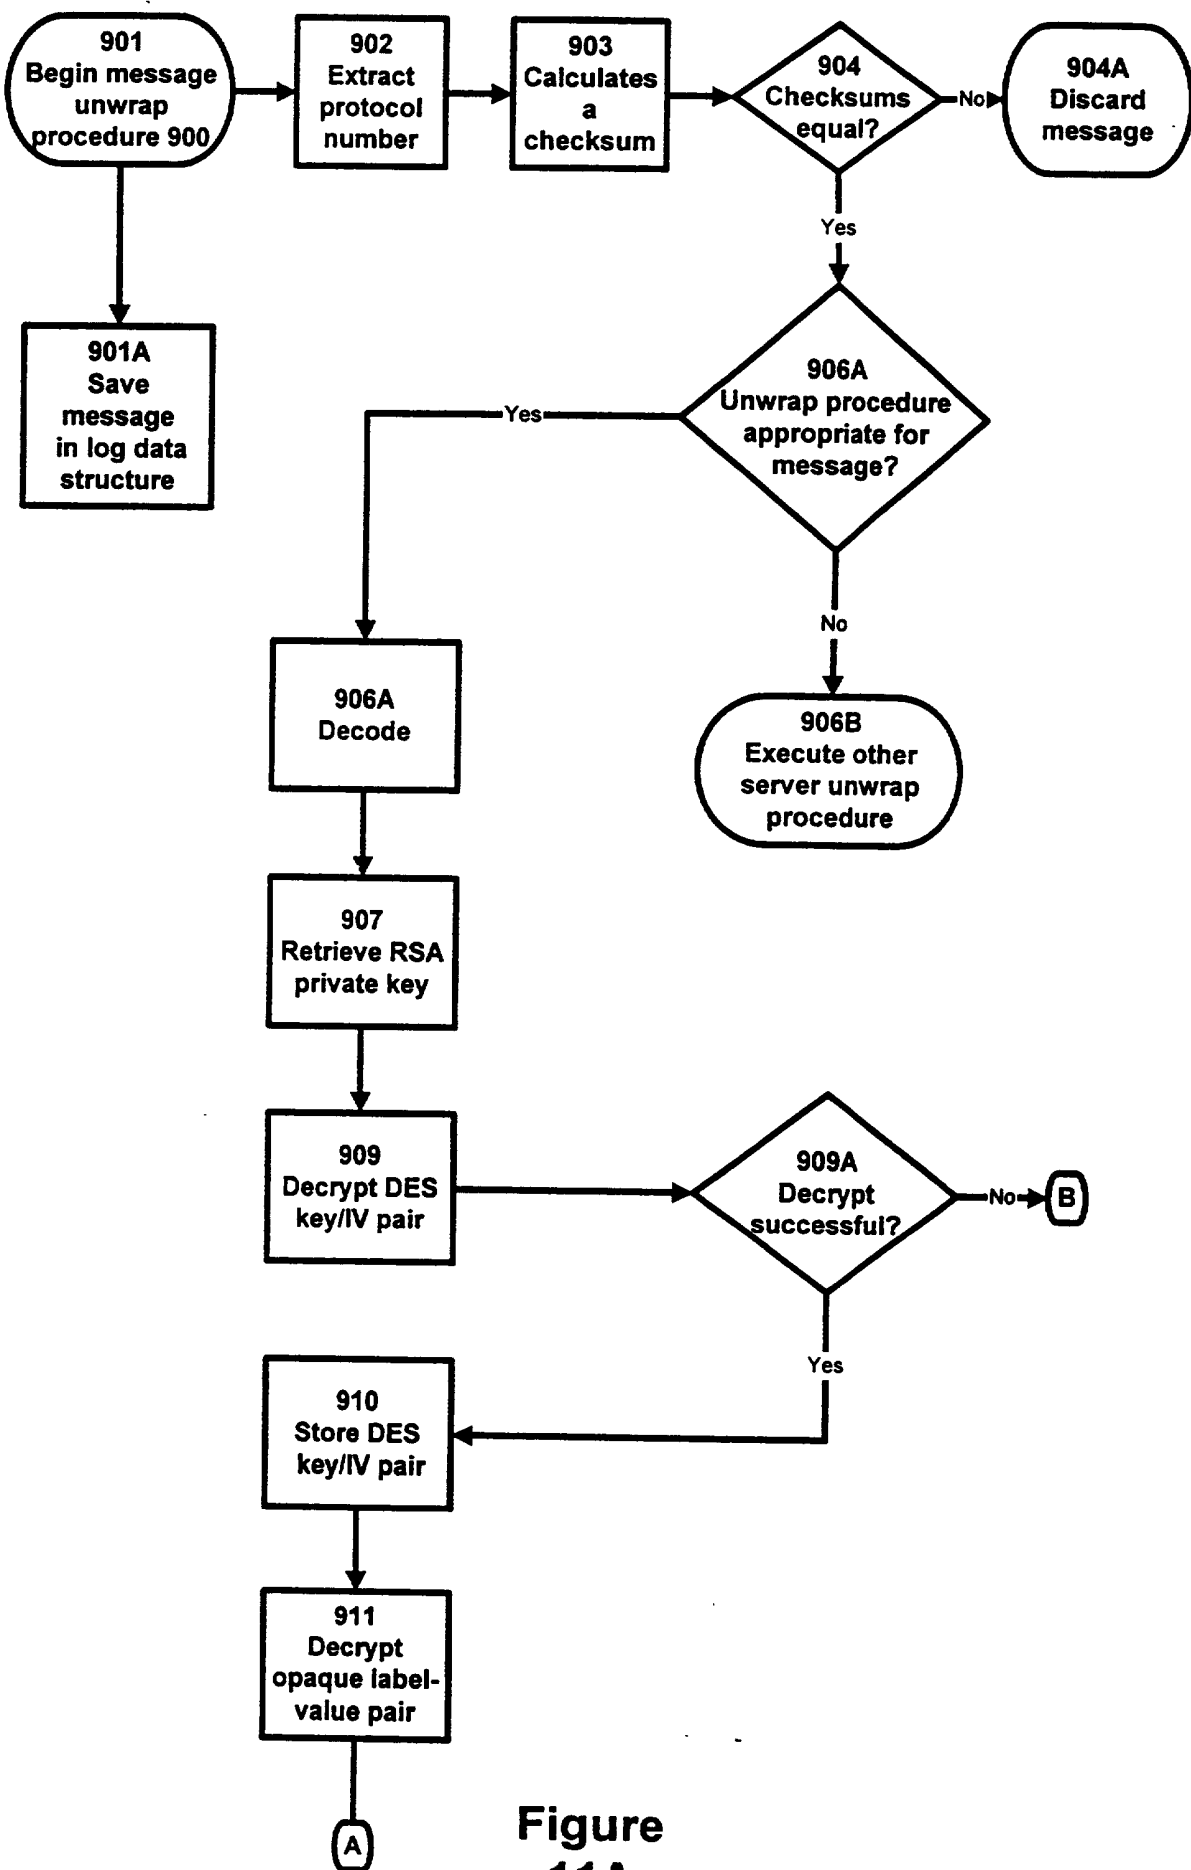 901
Begin message
unwrap
procedure 900
902
Extract
protocol
number
903
Calculates
a
checksum
904
Checksums
equal?
No
904A
Discard
message
Yes
901A
Save
message
in log data
structure
906A
Unwrap procedure
appropriate for
message?
Yes
No
906A
Decode
906B
Execute other
server unwrap
procedure
907
Retrieve RSA
private key
909
Decrypt DES
key/IV pair
909A
Decrypt
successful?
No
B
Yes
910
Store DES
key/IV pair
911
Decrypt
opaque label-
value pair
A
Figure
11A